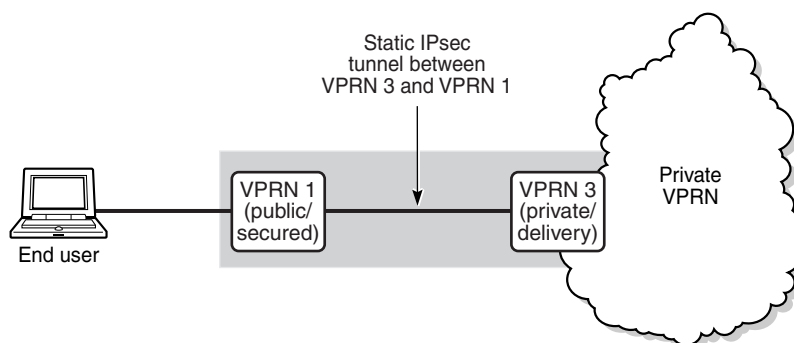 Static IPsec
tunnel between
VPRN 3 and VPRN 1
VPRN 1
(public/
secured)
VPRN 3
(private/
delivery)
Private
VPRN
End user